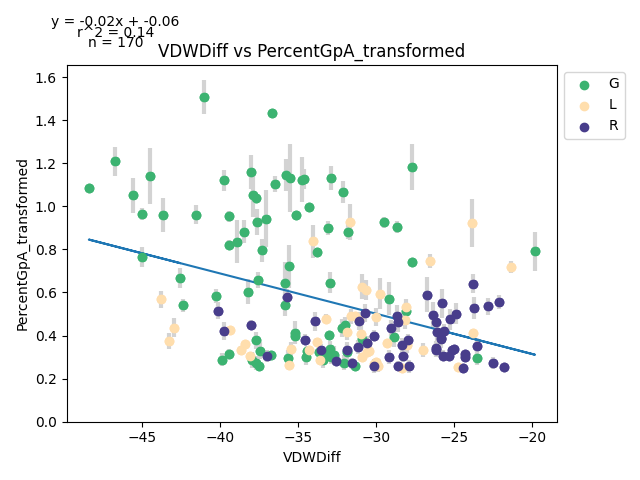 y = -0.02x + -0.06
r^2 = 0.14
n = 170
VDWDiff vs PercentGpA_transformed
PercentGpA_transformed
1.6
1.4
1.2
1.0
0.8
0.6
0.4
0.2
0.0
−45
−40
−35
−30
−25
−20
VDWDiff
G
L
R